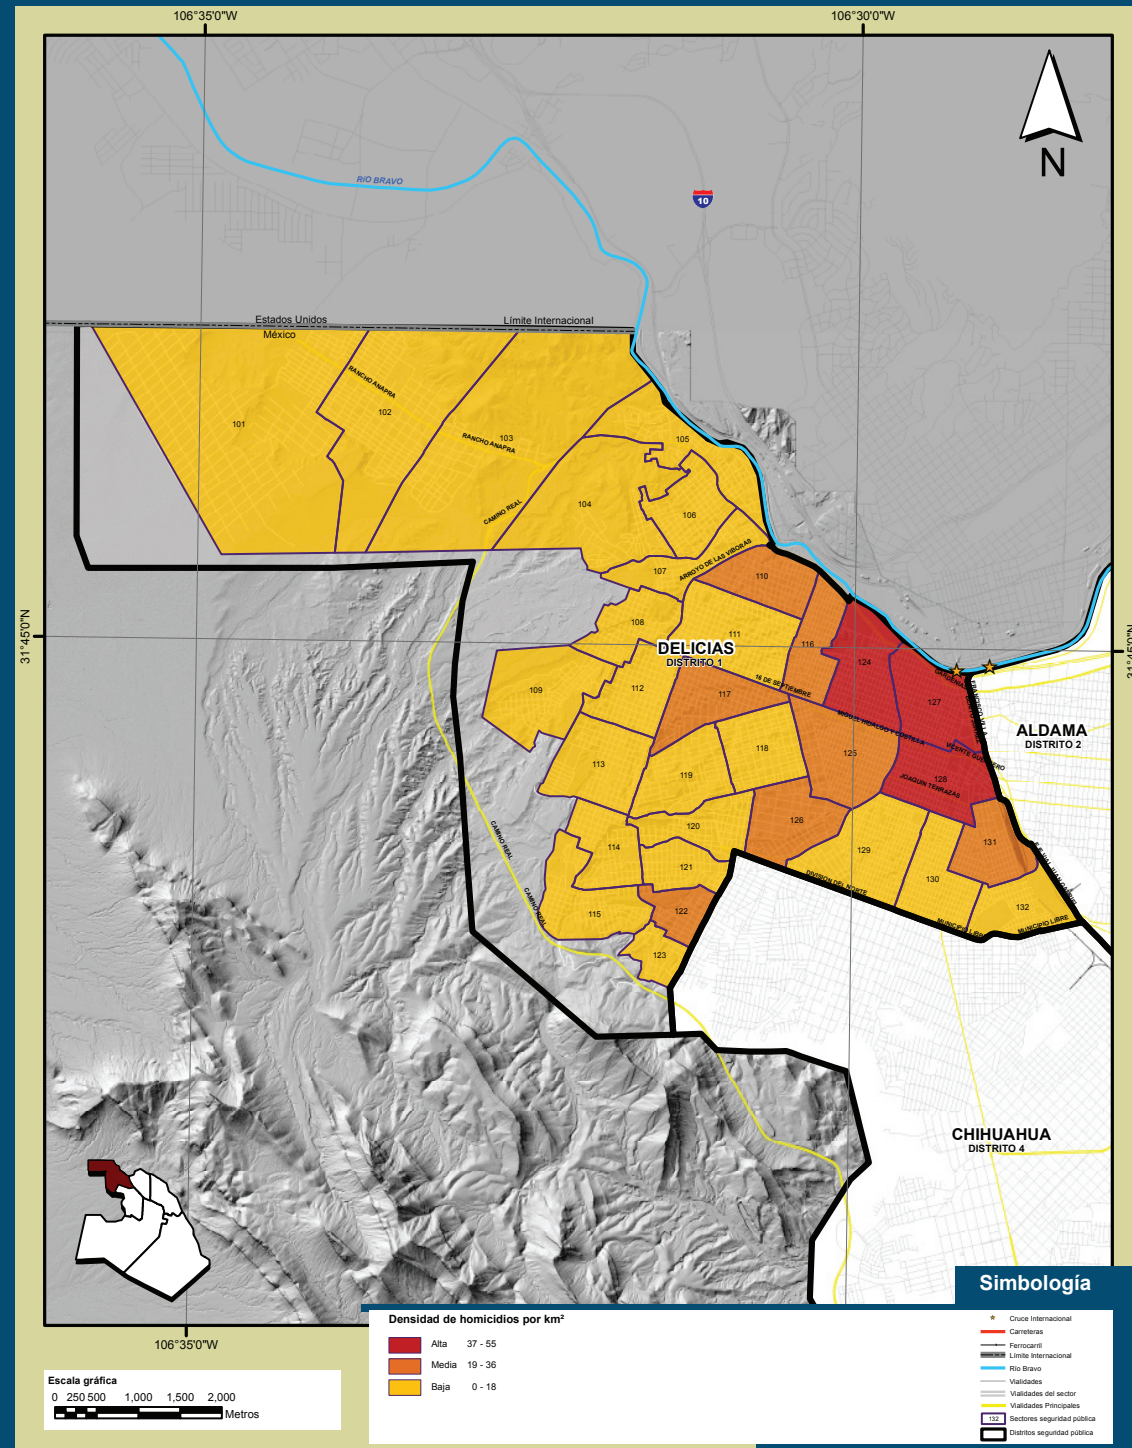 106°35'0"W
106°30'0"W
N
RIO BRAVO
10
Estados Unidos
Límite Internacional
México
RANCHO ANAPRA
101
102
103
RANCHO ANAPRA
105
104
CAMINO REAL
106
ARROYO DE LAS VIBORAS
107
110
31°45'0"N
31°45'0"N
108
111
116
DELICIAS
DISTRITO 1
124
109
112
16 DE SEPTIEMBRE
117
127
CARDENAS
FRANCISCO VILLA
MIGUEL HIDALGO Y COSTILLA
ALDAMA
DISTRITO 2
118
125
VICENTE GUERRERO
113
119
128
JOAQUIN TERRAZAS
120
126
CAMINO REAL
114
129
131
121
DIVISION DEL NORTE
130
CAMINO REAL
115
122
132
MUNICIPIO LIBRE
MUNICIPIO LIBRE
123
CHIHUAHUA
DISTRITO 4
106°35'0"W
Simbología
Densidad de homicidios por km²
Alta 37 - 55
Media 19 - 36
Baja 0 - 18
Cruce Internacional
Carreteras
Ferrocarril
Límite Internacional
Río Bravo
Vialidades
Vialidades del sector
Vialidades Principales
132 Sectores seguridad pública
Distritos seguridad pública
Escala gráfica
0 250 500 1,000 1,500 2,000
Metros